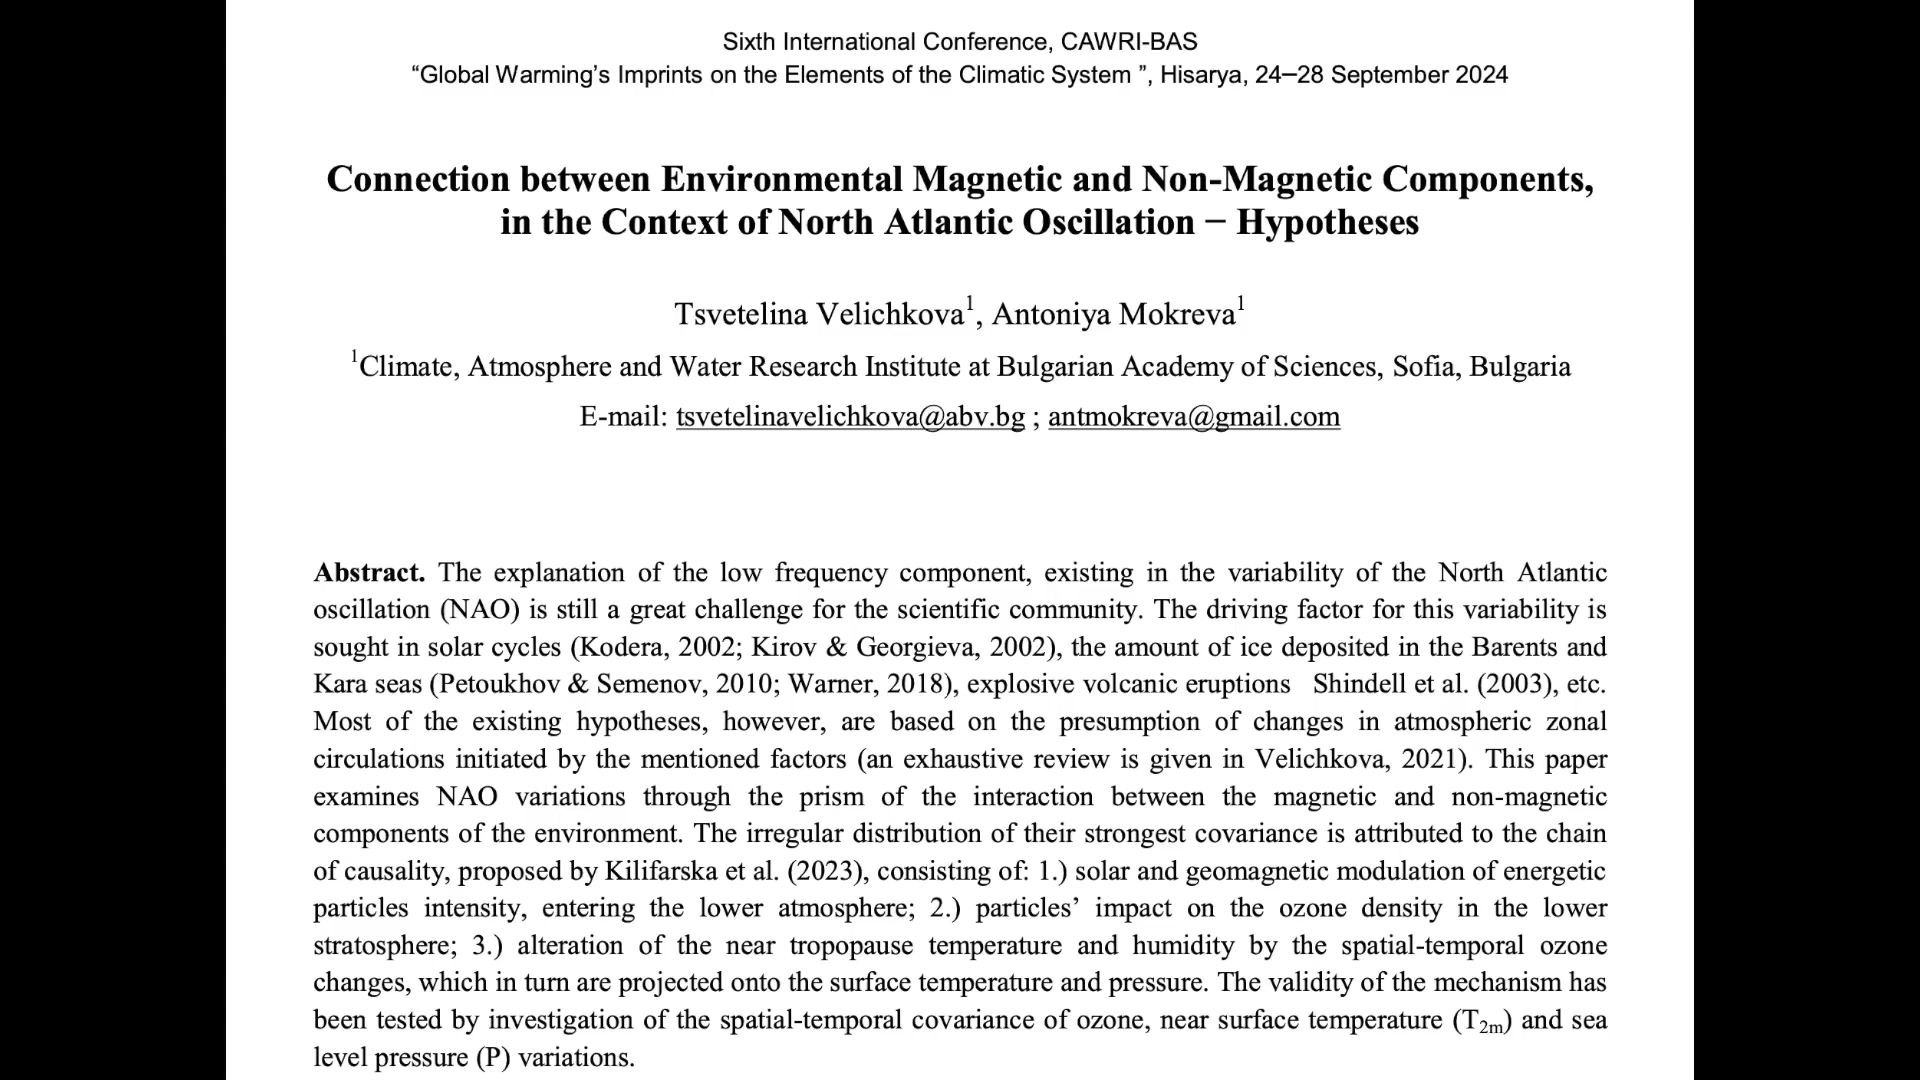 Sixth International Conference, CAWRI-BAS
“Global Warming’s Imprints on the Elements of the Climatic System ”, Hisarya, 24–28 September 2024
Connection between Environmental Magnetic and Non-Magnetic Components,
in the Context of North Atlantic Oscillation – Hypotheses
Tsvetelina Velichkova1, Antoniya Mokreva1
1Climate, Atmosphere and Water Research Institute at Bulgarian Academy of Sciences, Sofia, Bulgaria
E-mail: tsvetelinavelichkova@abv.bg ; antmokreva@gmail.com
Abstract. The explanation of the low frequency component, existing in the variability of the North Atlantic
oscillation (NAO) is still a great challenge for the scientific community. The driving factor for this variability is
sought in solar cycles (Kodera, 2002; Kirov & Georgieva, 2002), the amount of ice deposited in the Barents and
Kara seas (Petoukhov & Semenov, 2010; Warner, 2018), explosive volcanic eruptions Shindell et al. (2003), etc.
Most of the existing hypotheses, however, are based on the presumption of changes in atmospheric zonal
circulations initiated by the mentioned factors (an exhaustive review is given in Velichkova, 2021). This paper
examines NAO variations through the prism of the interaction between the magnetic and non-magnetic
components of the environment. The irregular distribution of their strongest covariance is attributed to the chain
of causality, proposed by Kilifarska et al. (2023), consisting of: 1.) solar and geomagnetic modulation of energetic
particles intensity, entering the lower atmosphere; 2.) particles’ impact on the ozone density in the lower
stratosphere; 3.) alteration of the near tropopause temperature and humidity by the spatial-temporal ozone
changes, which in turn are projected onto the surface temperature and pressure. The validity of the mechanism has
been tested by investigation of the spatial-temporal covariance of ozone, near surface temperature (T2m) and sea
level pressure (P) variations.